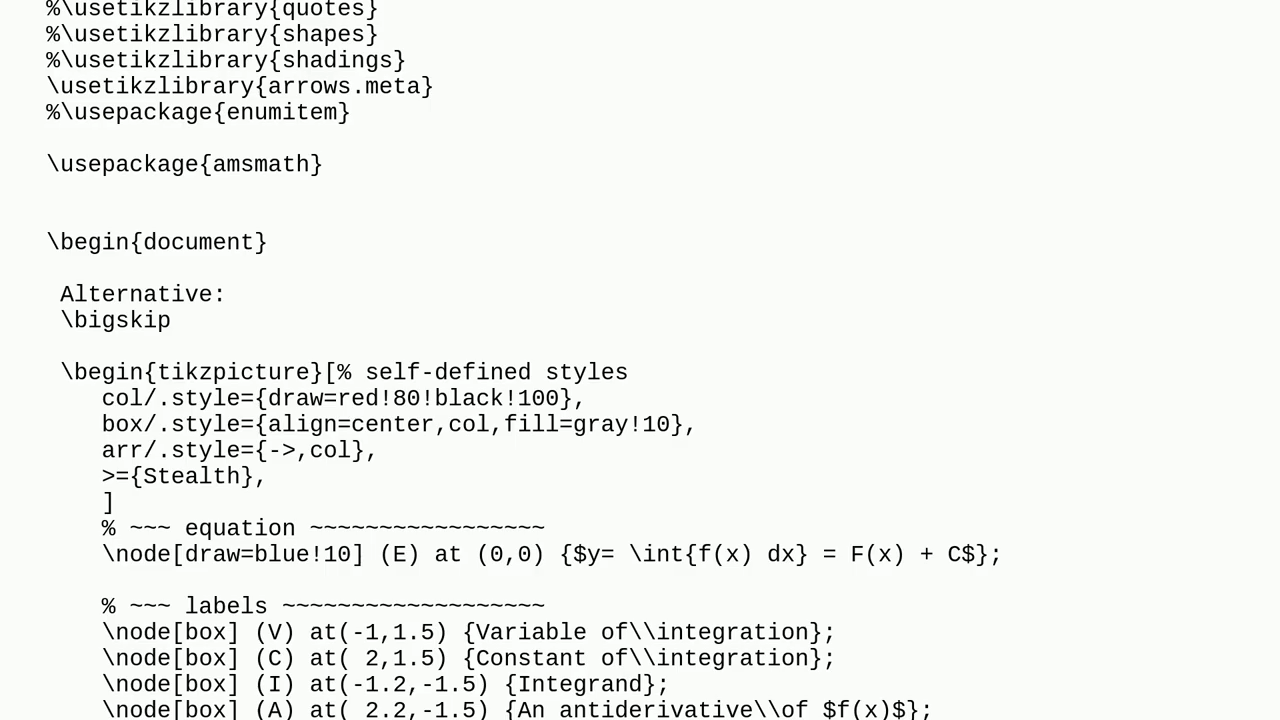 %\usetikzlibrary{quotes}
%\usetikzlibrary{shapes}
%\usetikzlibrary{shadings}
\usetikzlibrary{arrows.meta}
%\usepackage{enumitem}
\usepackage{amsmath}
\begin{document}
Alternative:
\bigskip
\begin{tikzpicture}[% self-defined styles
col/.style={draw=red!80!black!100},
box/.style={align=center,col,fill=gray!10},
arr/.style={->,col},
>={Stealth},
]
% ~~~ equation ~~~~~~~~~~~~~~~~~
\node[draw=blue!10] (E) at (0,0) {$y= \int{f(x) dx} = F(x) + C$};
% ~~~ labels ~~~~~~~~~~~~~~~~~~~
\node[box] (V) at(-1,1.5) {Variable of\\integration};
\node[box] (C) at( 2,1.5) {Constant of\\integration};
\node[box] (I) at(-1.2,-1.5) {Integrand};
\node[box] (A) at( 2.2,-1.5) {An antiderivative\\of $f(x)$};